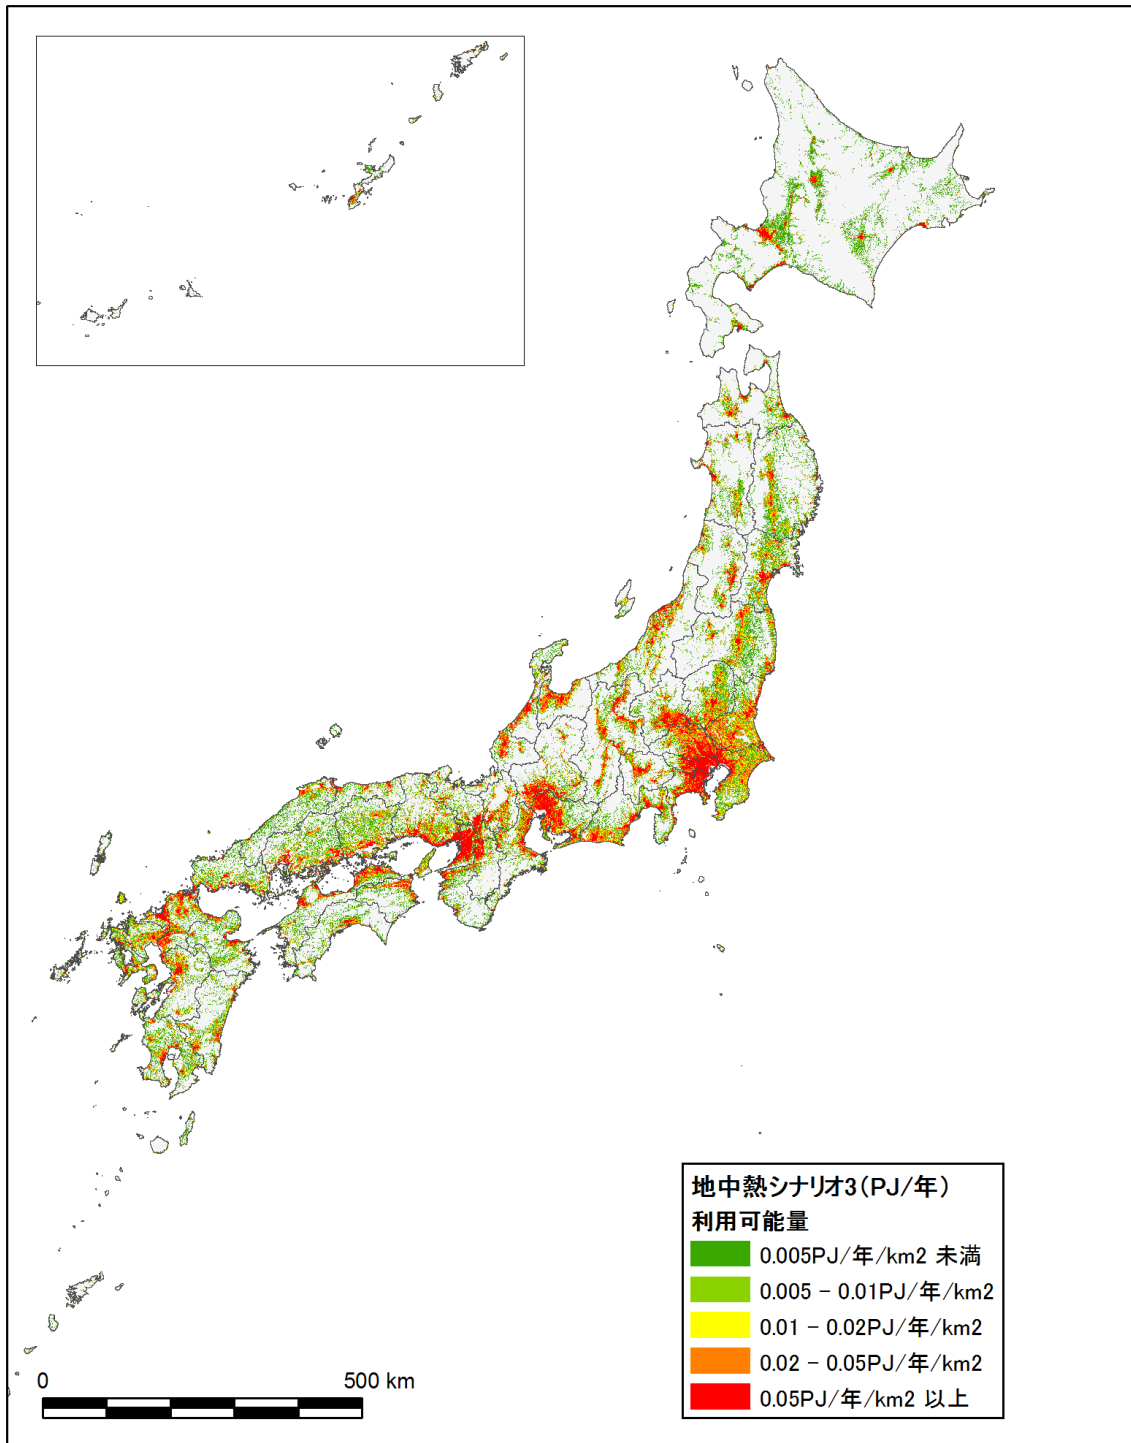 地中熱シナリオ3(PJ/年)
利用可能量
0.005PJ/年/km2 未満
0.005 - 0.01PJ/年/km2
0.01 - 0.02PJ/年/km2
0.02 - 0.05PJ/年/km2
0.05PJ/年/km2 以上
0 500 km